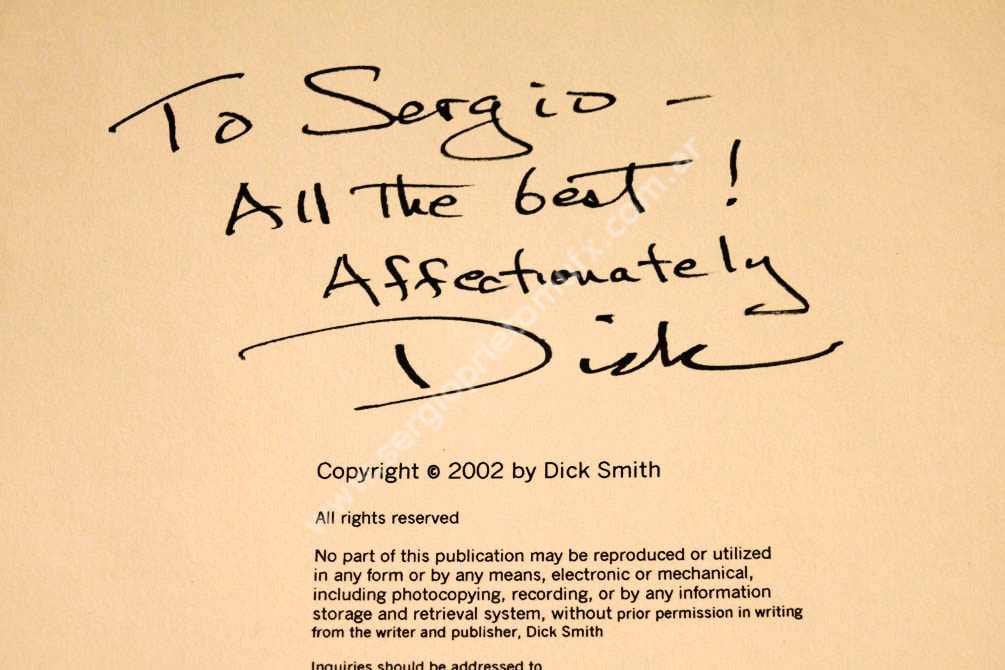 To Sergio -
All The best !
Affectionately
Dick
www.sergioprietomafx.com.ar
Copyright © 2002 by Dick Smith
All rights reserved
No part of this publication may be reproduced or utilized
in any form or by any means, electronic or mechanical,
including photocopying, recording, or by any information
storage and retrieval system, without prior permission in writing
from the writer and publisher, Dick Smith
Inquiries should be addressed to